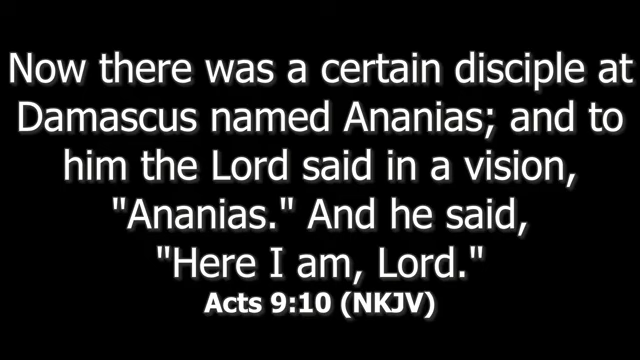 Now there was a certain disciple at
Damascus named Ananias; and to
him the Lord said in a vision,
"Ananias." And he said,
"Here I am, Lord."
Acts 9:10 (NKJV)